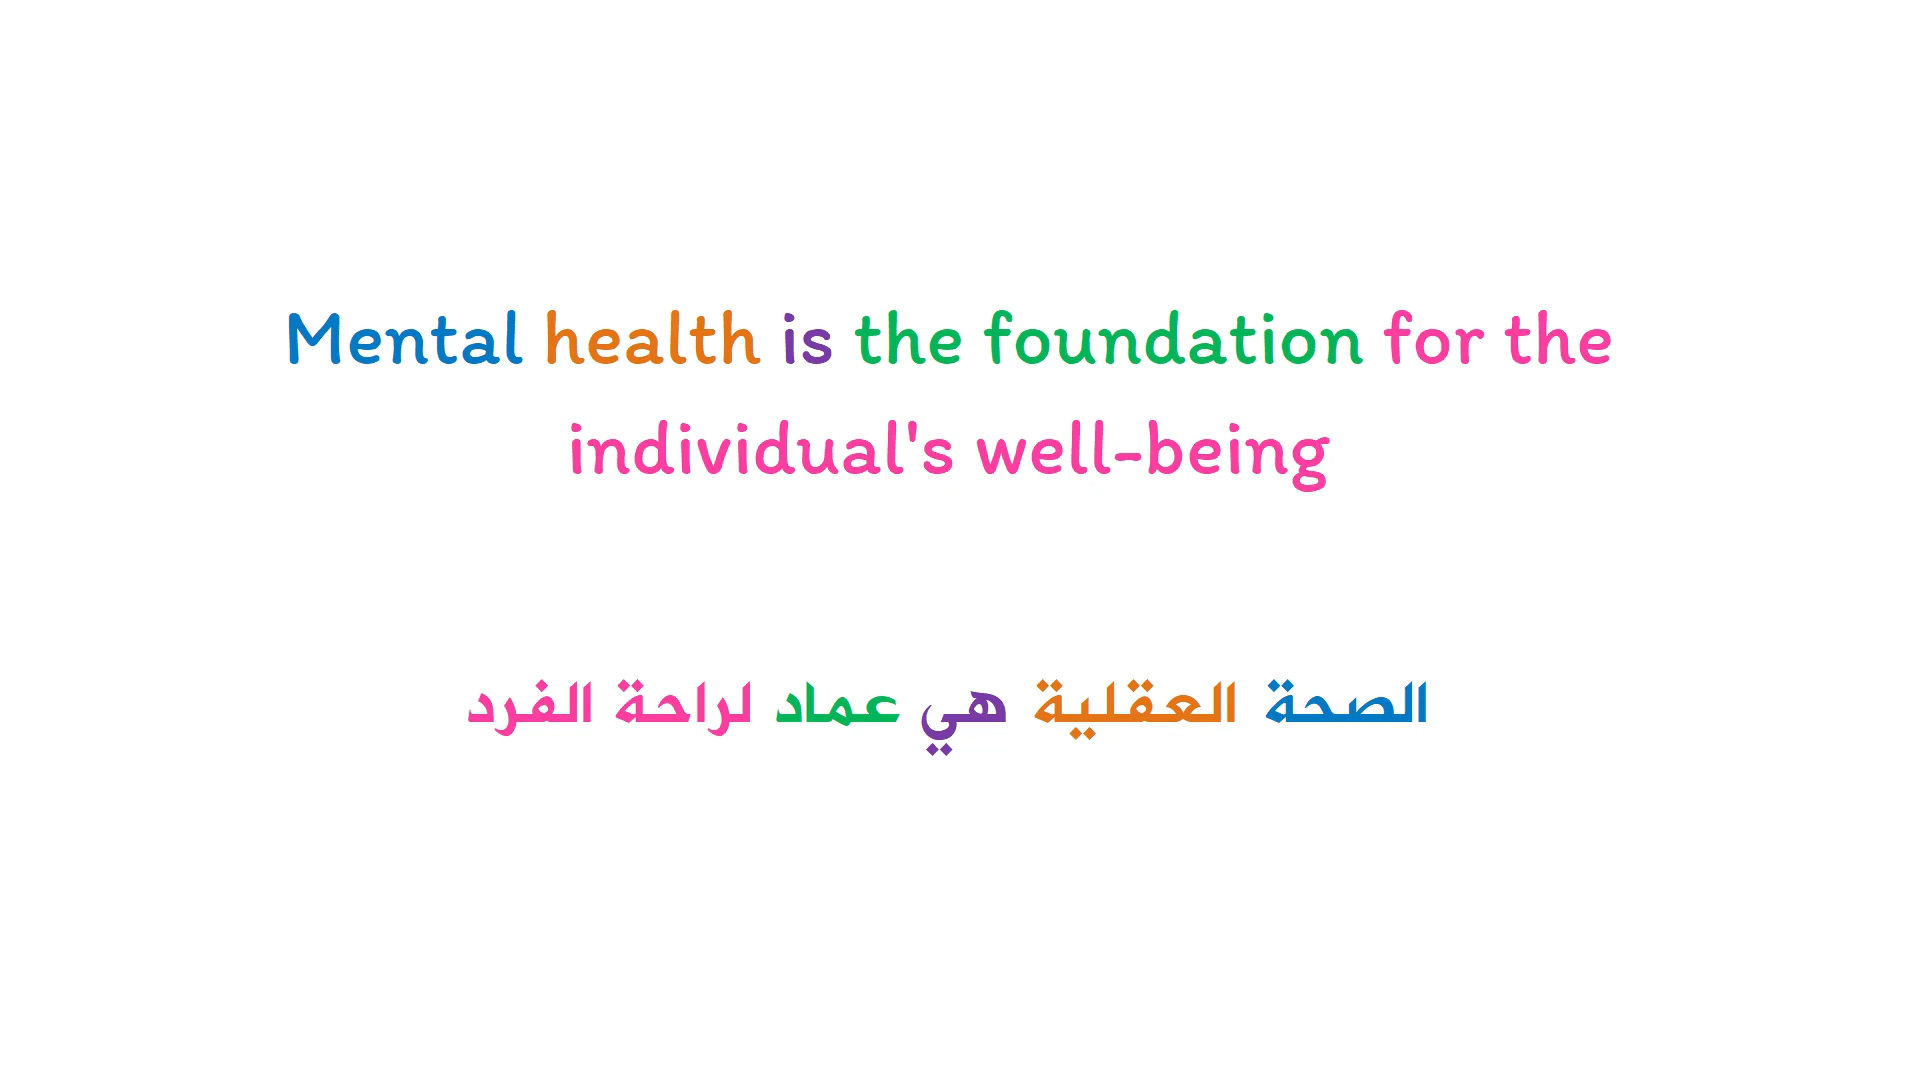 Mental health is the foundation for the
individual's well-being
الصحة العقلية هي عماد لراحة الفرد